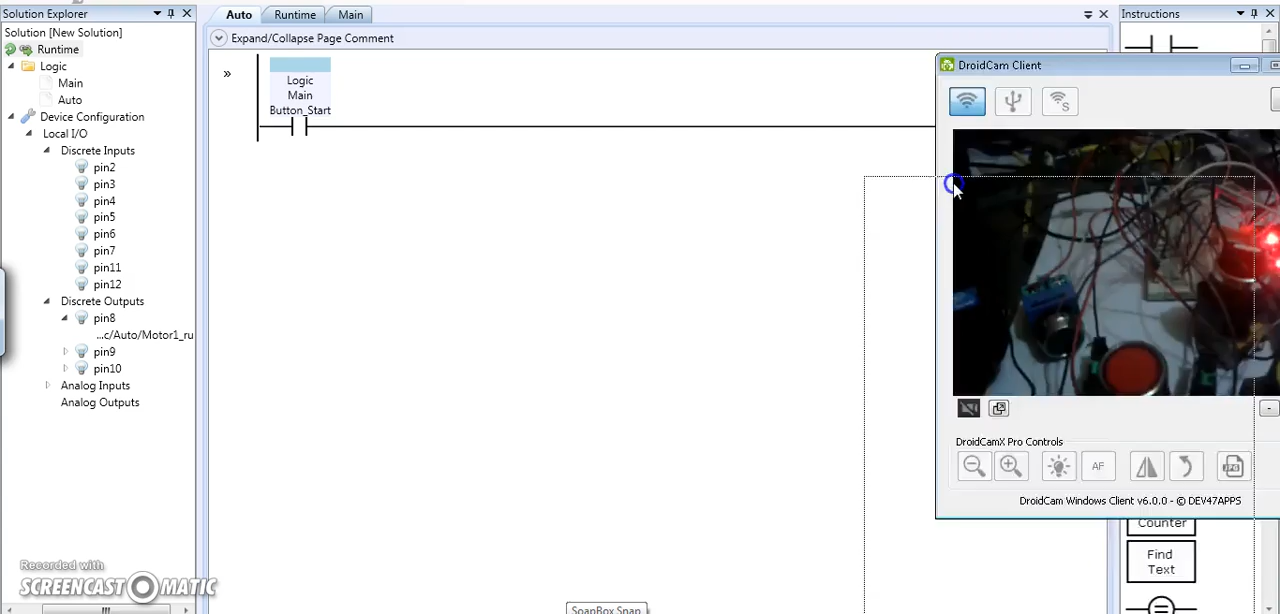 Solution Explorer
Solution [New Solution]
Runtime
Logic
Main
Auto
Device Configuration
Local I/O
Discrete Inputs
pin2
pin3
pin4
pin5
pin6
pin7
pin11
pin12
Discrete Outputs
pin8
...c/Auto/Motor1_ru
pin9
pin10
Analog Inputs
Analog Outputs
Recorded with
SCREENCAST MATIC
Auto
Runtime
Main
Expand/Collapse Page Comment
»
Logic
Main
Button_Start
SoapBox Snap
Instructions
DroidCam Client
S
DroidCamX Pro Controls
AF
JPG
DroidCam Windows Client v6.0.0 - © DEV47APPS
Counter
Find
Text